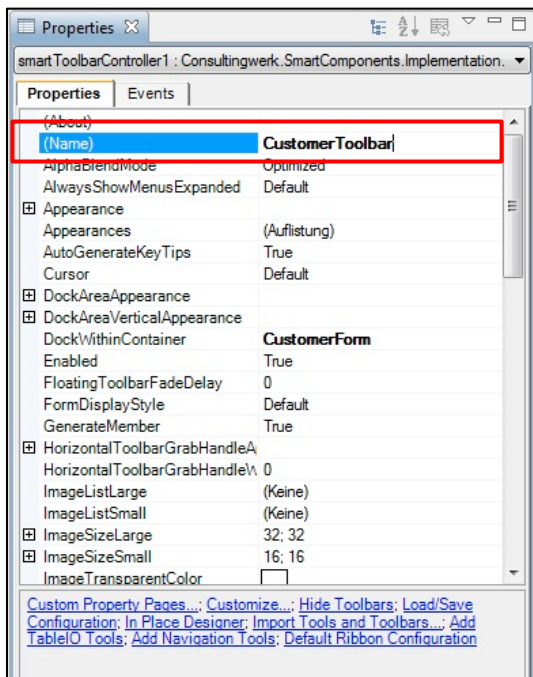 Properties
smartToolbarController1 : Consultingwerk.SmartComponents.Implementation.
Properties Events
(About)
(Name) CustomerToolbar
AlphaBlendMode Optimized
AlwaysShowMenusExpanded Default
Appearance
Appearances (Auflistung)
AutoGenerateKeyTips True
Cursor Default
DockAreaAppearance
DockAreaVerticalAppearance
DockWithinContainer CustomerForm
Enabled True
FloatingToolbarFadeDelay 0
FormDisplayStyle Default
GenerateMember True
HorizontalToolbarGrabHandleA
HorizontalToolbarGrabHandleW 0
ImageListLarge (Keine)
ImageListSmall (Keine)
ImageSizeLarge 32; 32
ImageSizeSmall 16; 16
ImageTransparentColor
Custom Property Pages...; Customize...; Hide Toolbars; Load/Save
Configuration; In Place Designer; Import Tools and Toolbars...; Add
TableIO Tools; Add Navigation Tools; Default Ribbon Configuration